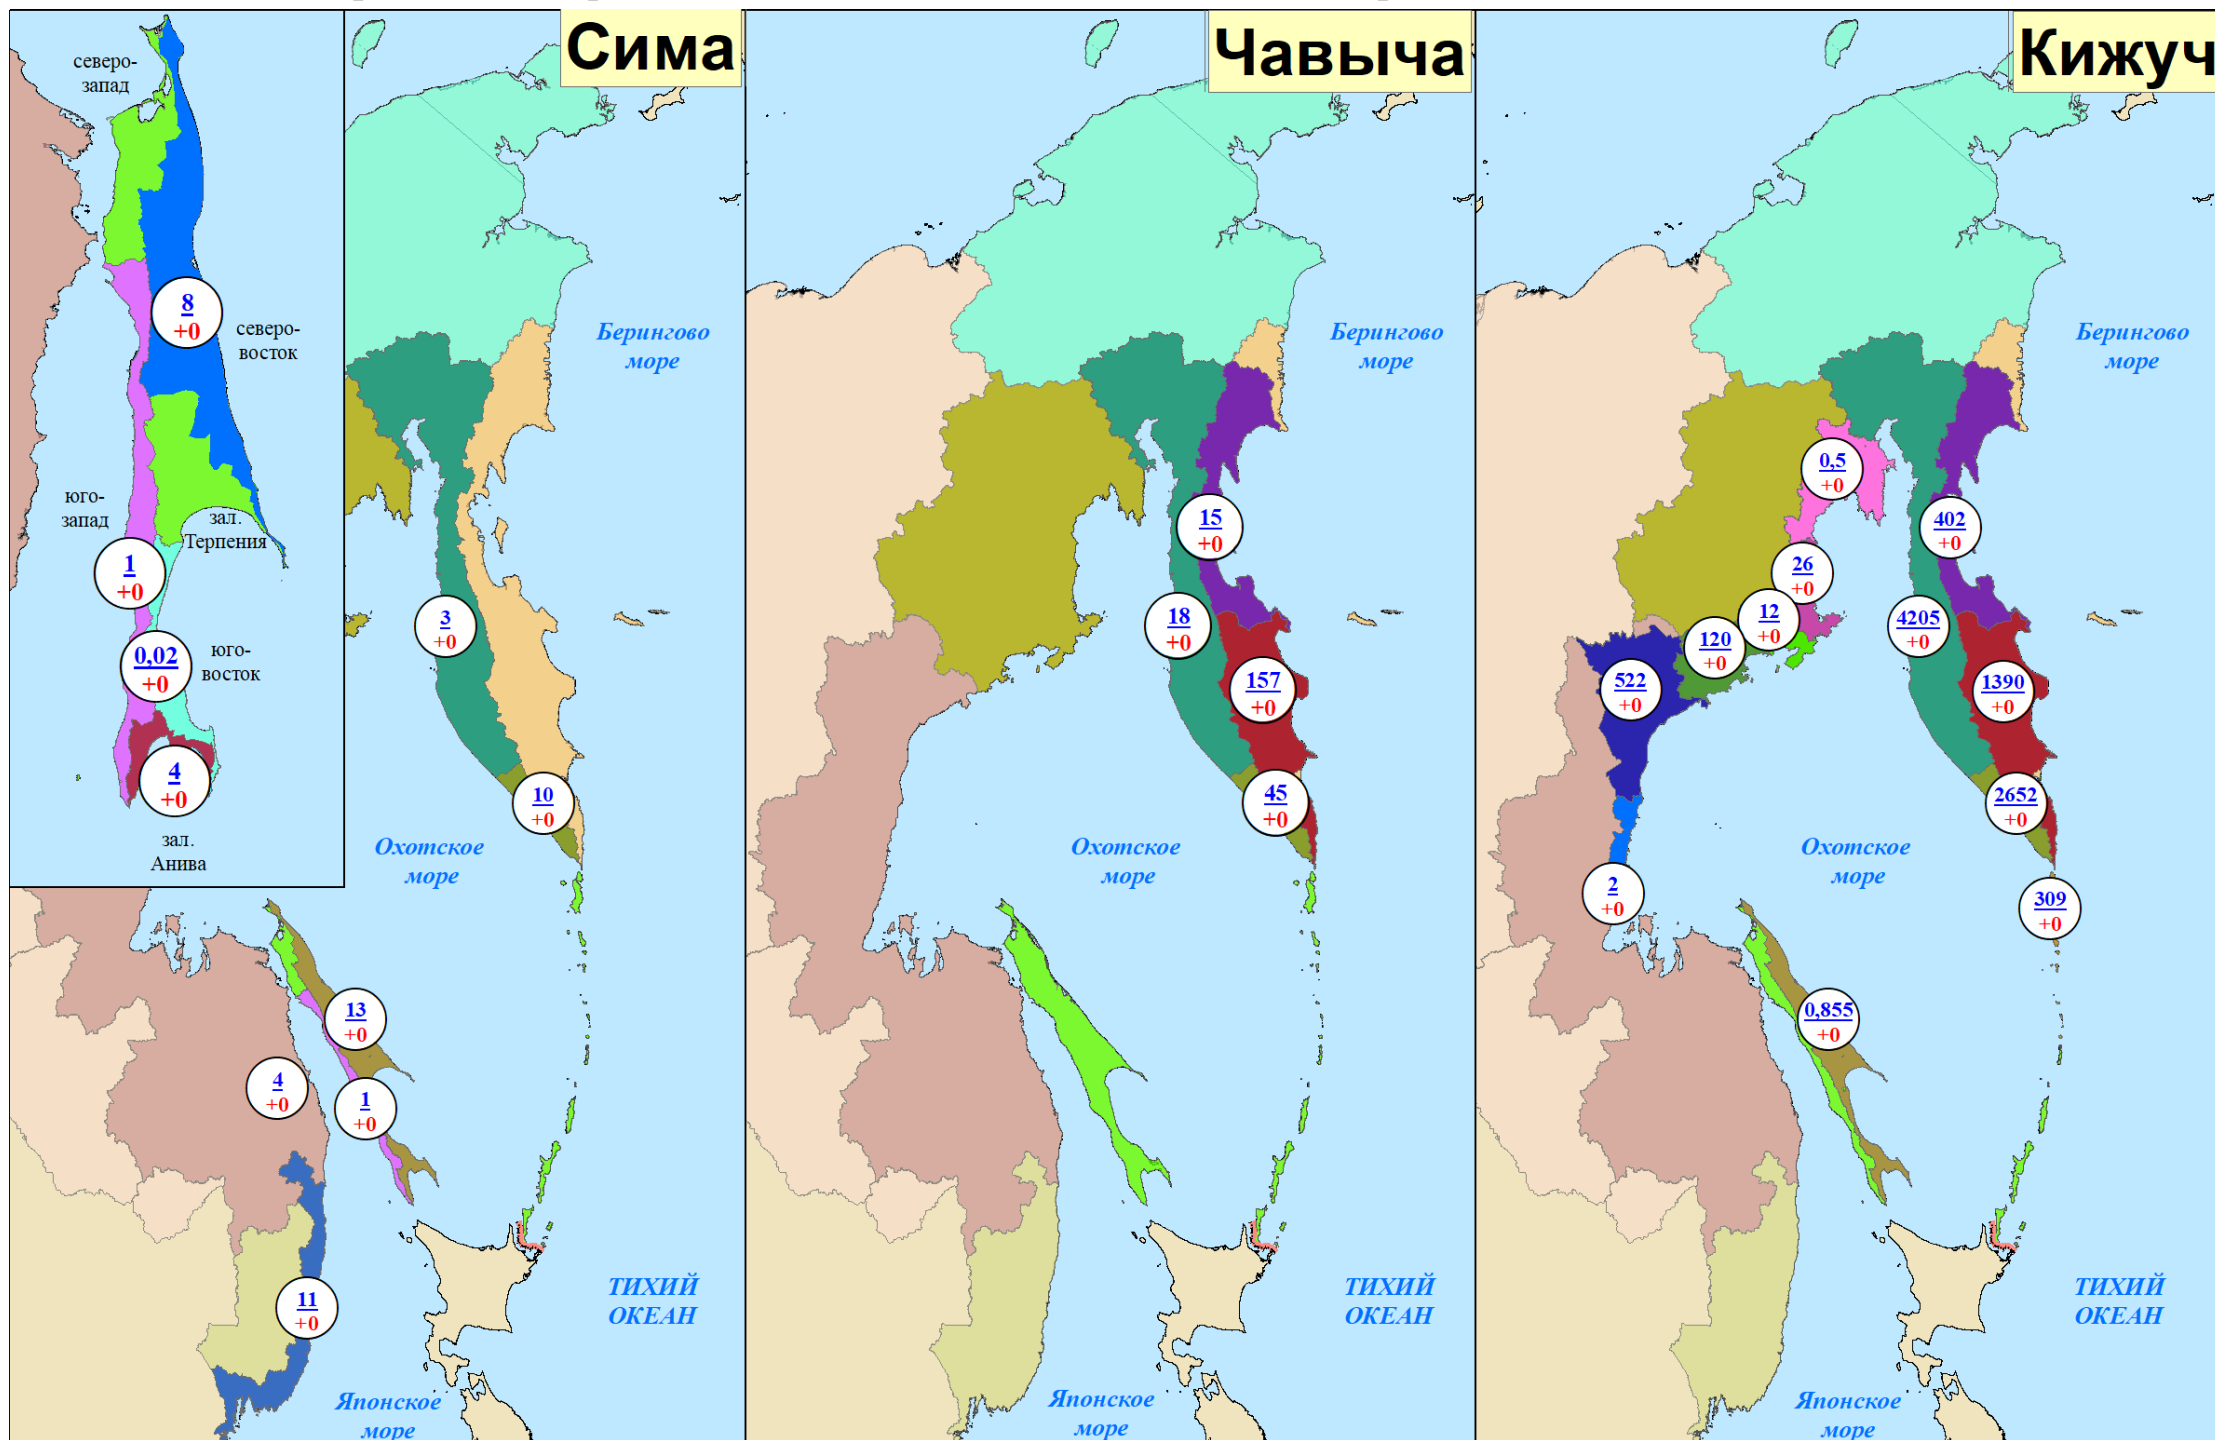 Сима
северо-
запад
8
+0
северо-
восток
юго-
запад
зал.
Терпения
1
+0
0,02
+0
юго-
восток
4
+0
зал.
Анива
Берингово
море
3
+0
10
+0
Охотское
море
13
+0
4
+0
1
+0
11
+0
ТИХИЙ
ОКЕАН
Японское
море
Чавыча
Берингово
море
15
+0
18
+0
157
+0
45
+0
Охотское
море
ТИХИЙ
ОКЕАН
Японское
море
Кижуч
Берингово
море
0,5
+0
402
+0
26
+0
12
+0
4205
+0
120
+0
522
+0
1390
+0
2652
+0
Охотское
море
2
+0
309
+0
0,855
+0
ТИХИЙ
ОКЕАН
Японское
море